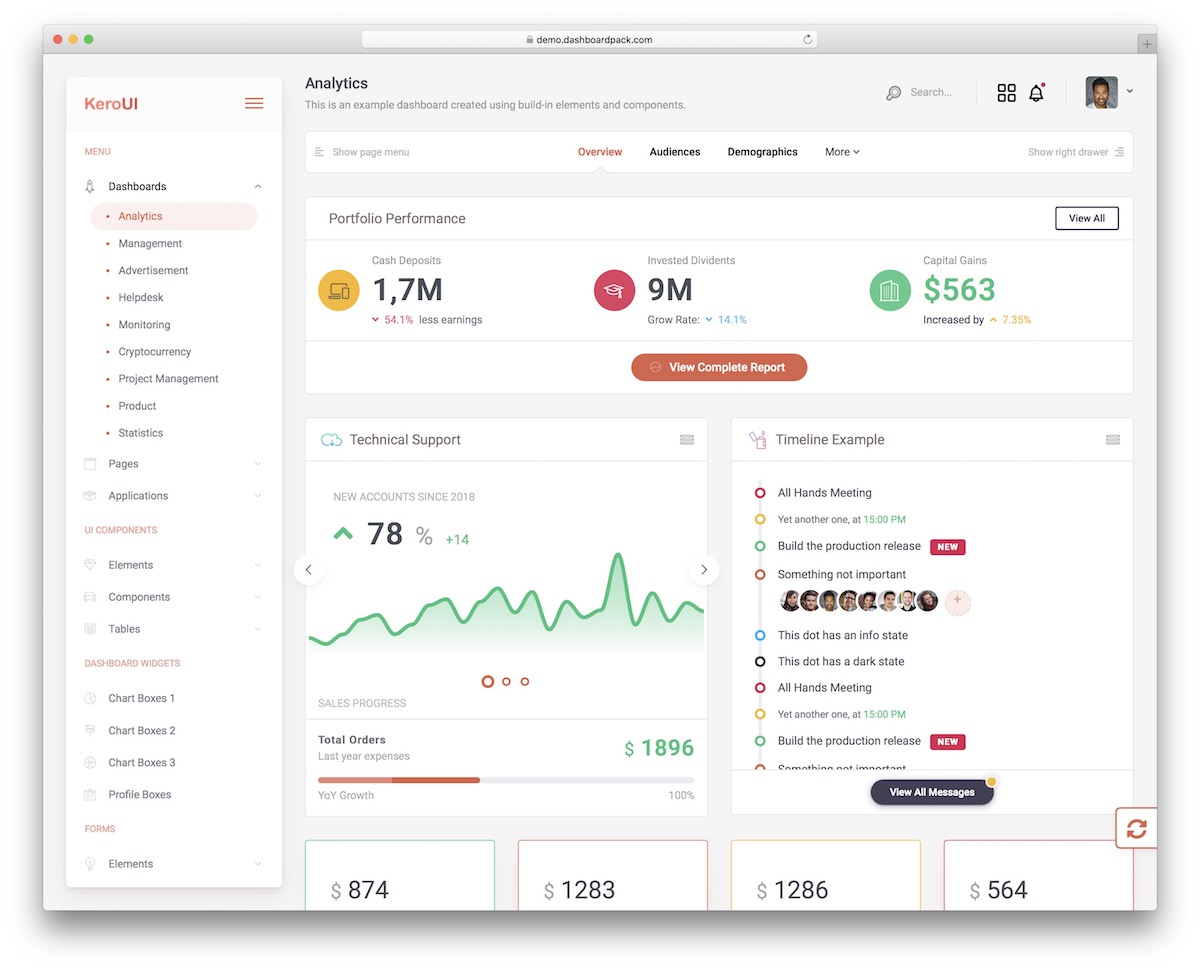 demo.dashboardpack.com
KeroUI
MENU
Dashboards
Analytics
Management
Advertisement
Helpdesk
Monitoring
Cryptocurrency
Project Management
Product
Statistics
Pages
Applications
UI COMPONENTS
Elements
Components
Tables
DASHBOARD WIDGETS
Chart Boxes 1
Chart Boxes 2
Chart Boxes 3
Profile Boxes
FORMS
Elements
Analytics
This is an example dashboard created using build-in elements and components.
Search...
Show page menu
Overview
Audiences
Demographics
More
Show right drawer
Portfolio Performance
View All
Cash Deposits
1,7M
54.1% less earnings
Invested Dividents
9M
Grow Rate: 14.1%
Capital Gains
$563
Increased by 7.35%
View Complete Report
Technical Support
NEW ACCOUNTS SINCE 2018
78 % +14
SALES PROGRESS
Total Orders
Last year expenses
$ 1896
YoY Growth
100%
Timeline Example
All Hands Meeting
Yet another one, at 15:00 PM
Build the production release NEW
Something not important
+
This dot has an info state
This dot has a dark state
All Hands Meeting
Yet another one, at 15:00 PM
Build the production release NEW
Something not important
View All Messages
$ 874
$ 1283
$ 1286
$ 564